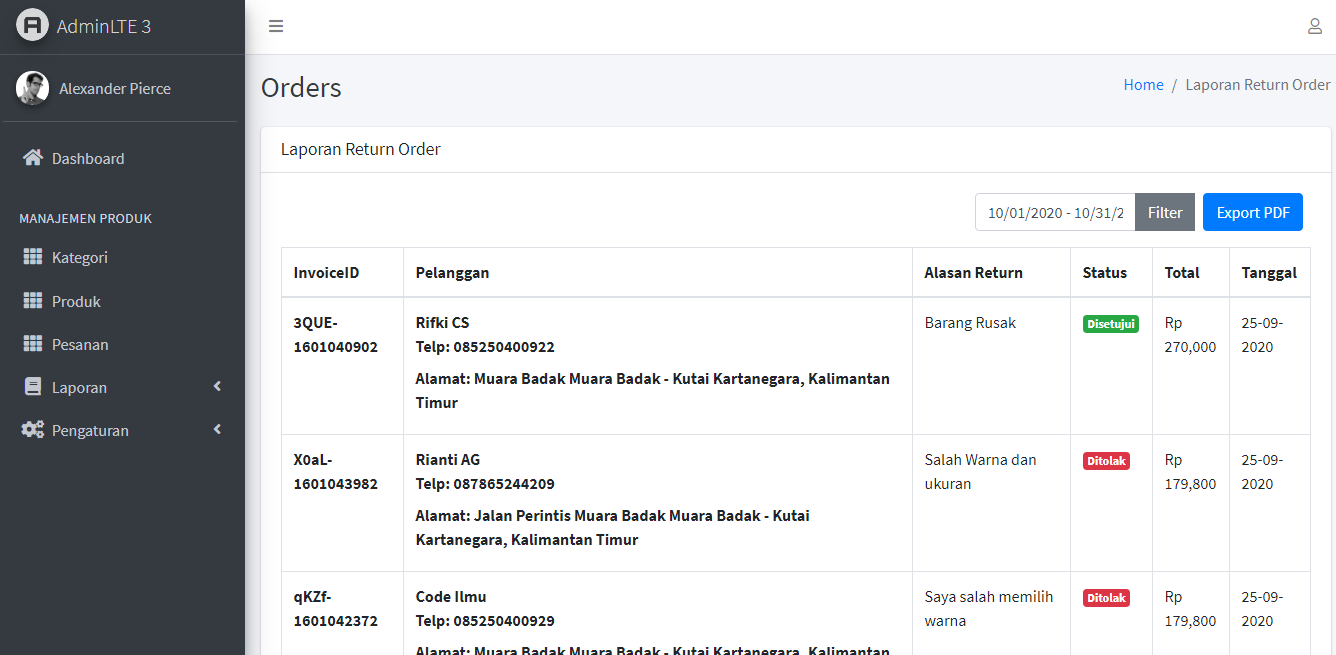 AdminLTE 3
Alexander Pierce
Dashboard
MANAJEMEN PRODUK
Kategori
Produk
Pesanan
Laporan
Pengaturan
Orders
Home / Laporan Return Order
Laporan Return Order
10/01/2020 - 10/31/2
Filter
Export PDF
InvoiceID
Pelanggan
Alasan Return
Status
Total
Tanggal
3QUE-
1601040902
Rifki CS
Telp: 085250400922
Alamat: Muara Badak Muara Badak - Kutai Kartanegara, Kalimantan
Timur
Barang Rusak
Disetujui
Rp
270,000
25-09-
2020
X0aL-
1601043982
Rianti AG
Telp: 087865244209
Alamat: Jalan Perintis Muara Badak Muara Badak - Kutai
Kartanegara, Kalimantan Timur
Salah Warna dan
ukuran
Ditolak
Rp
179,800
25-09-
2020
qKZf-
1601042372
Code Ilmu
Telp: 085250400929
Alamat: Muara Badak Muara Badak - Kutai Kartanegara, Kalimantan
Saya salah memilih
warna
Ditolak
Rp
179,800
25-09-
2020